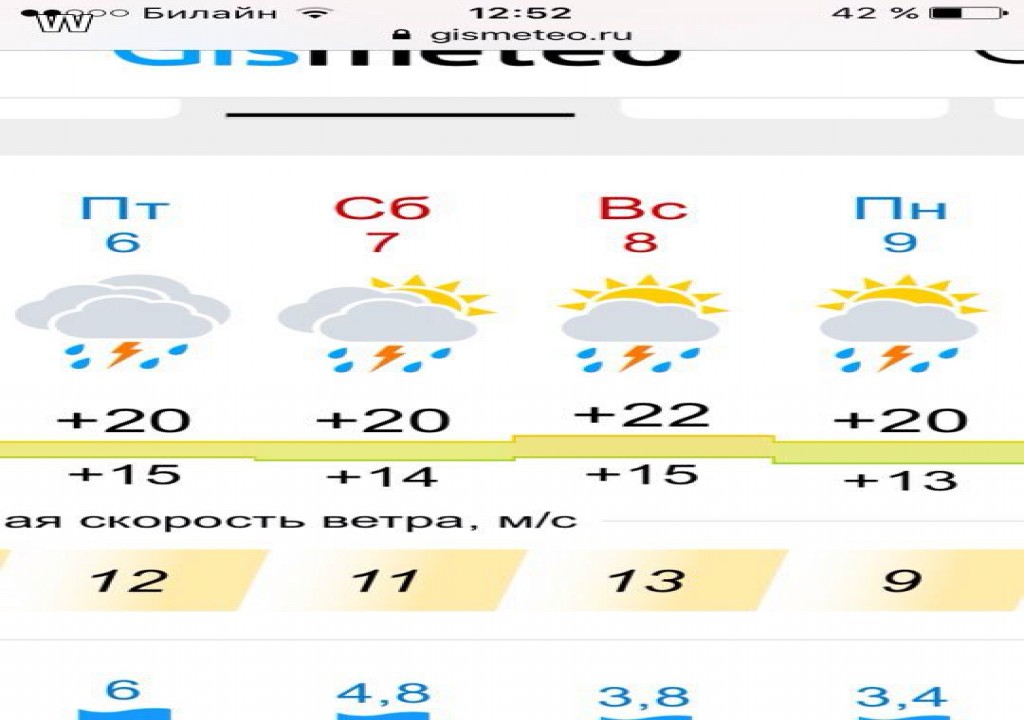 W
Билайн 12:52 42 %
gismeteo.ru
Gismeteo
Пт Сб Вс Пн
6 7 8 9
+20 +20 +22 +20
+15 +14 +15 +13
ая скорость ветра, м/с
12 11 13 9
6 4,8 3,8 3,4